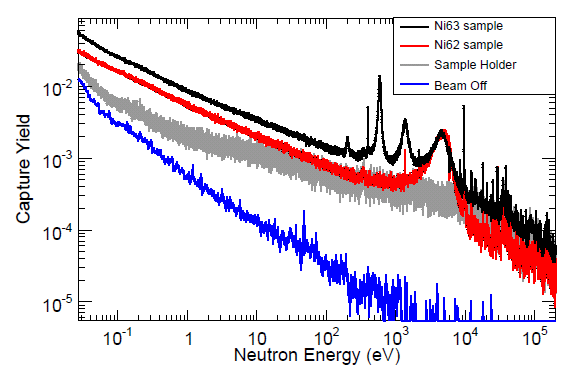 Ni63 sample
Ni62 sample
Sample Holder
Beam Off
Capture Yield
10⁻²
10⁻³
10⁻⁴
10⁻⁵
10⁻¹ 1 10 10² 10³ 10⁴ 10⁵
Neutron Energy (eV)